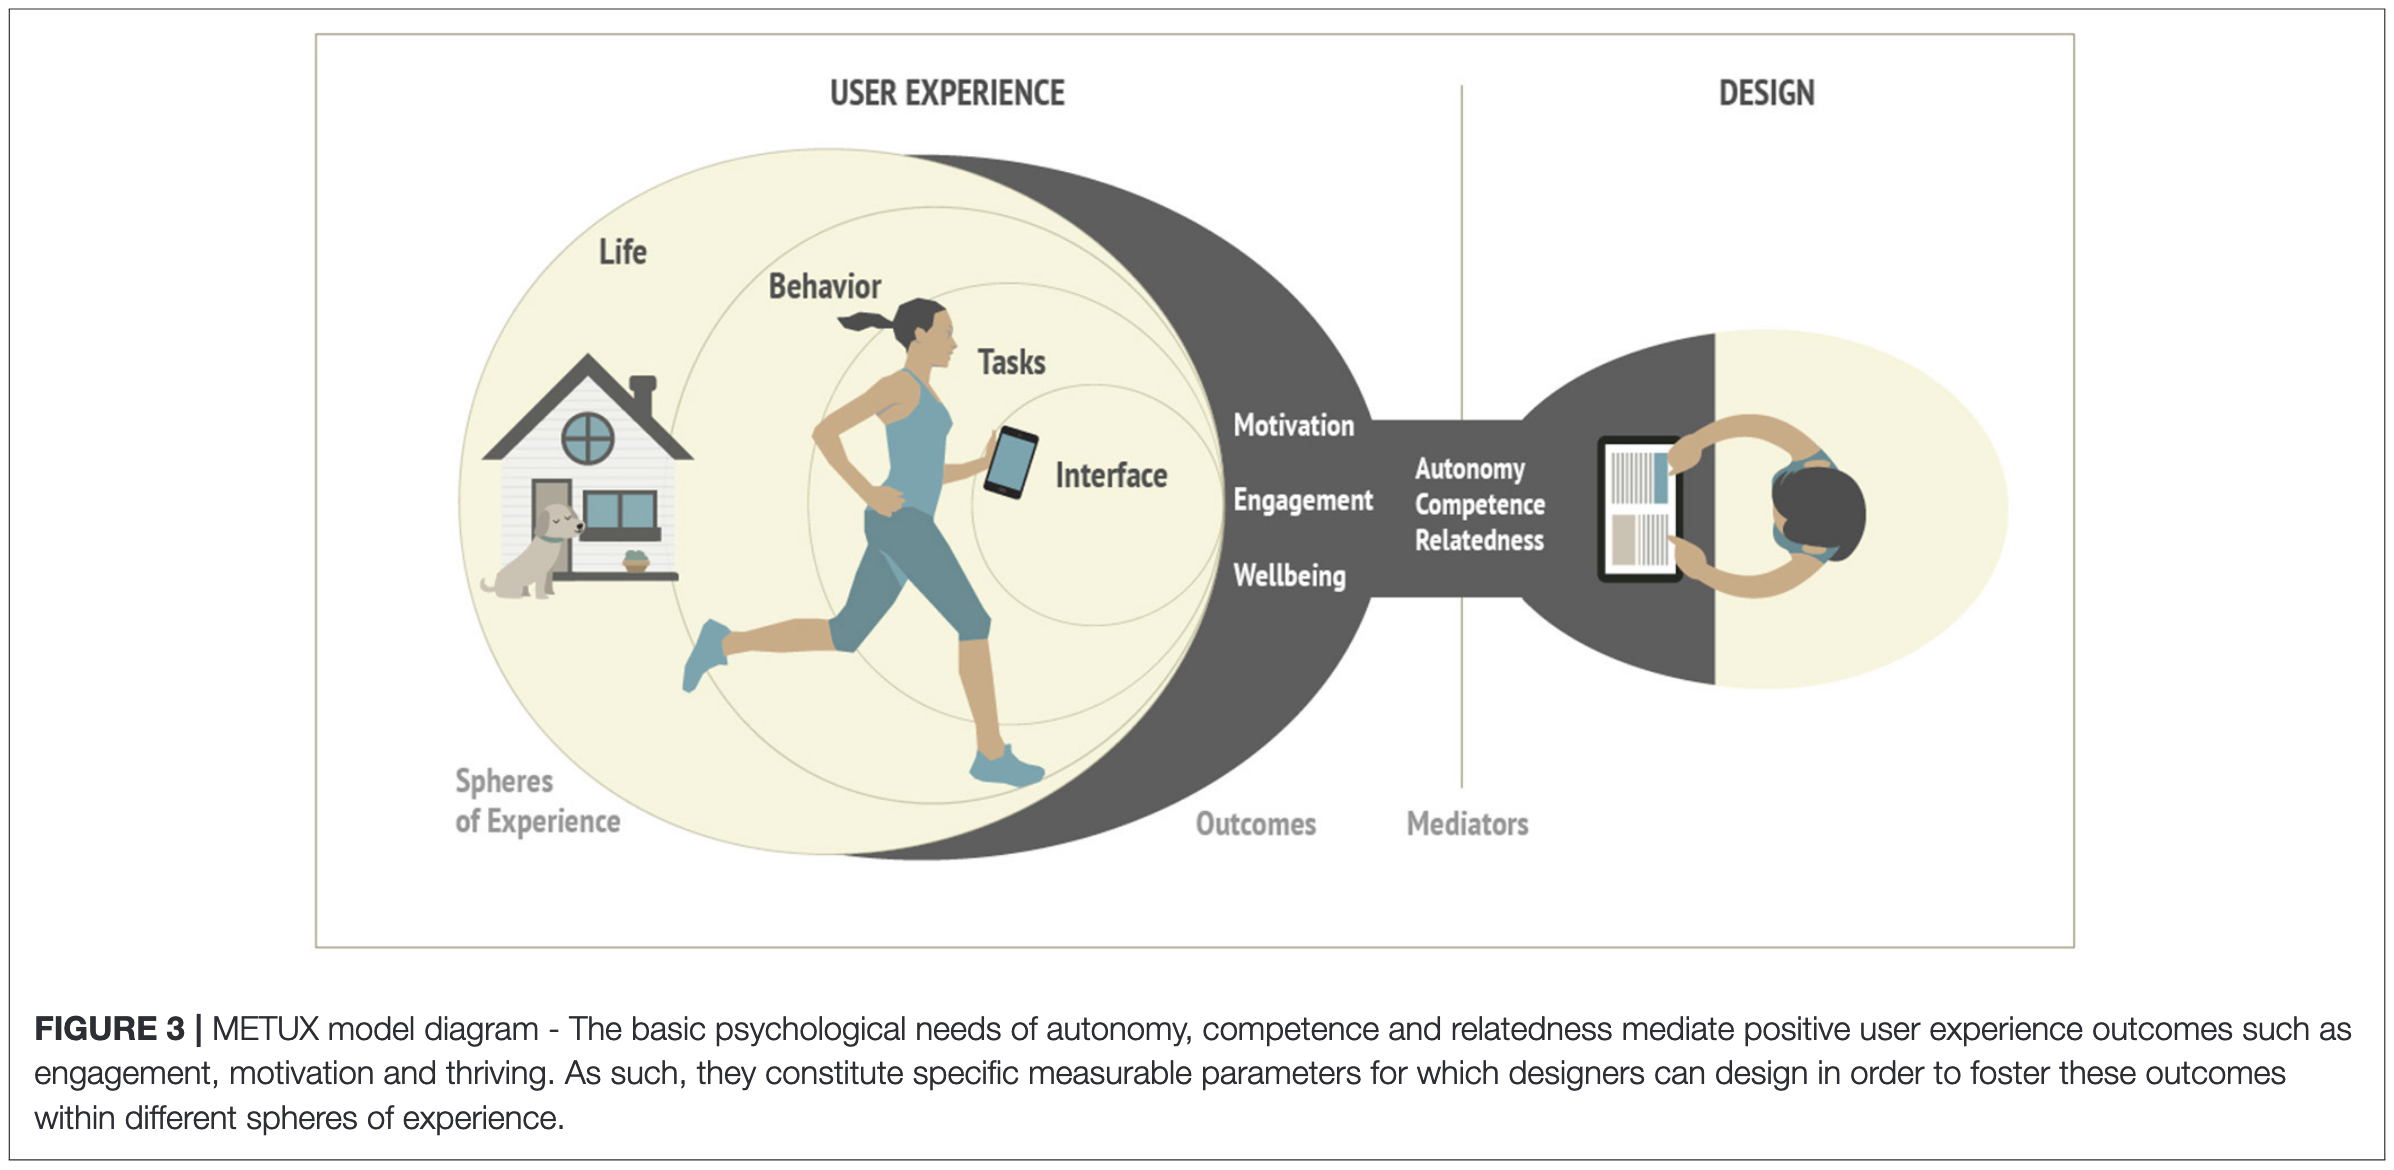 USER EXPERIENCE
DESIGN
Life
Behavior
Tasks
Interface
Motivation
Engagement
Wellbeing
Autonomy
Competence
Relatedness
Spheres
of Experience
Outcomes
Mediators
FIGURE 3 | METUX model diagram - The basic psychological needs of autonomy, competence and relatedness mediate positive user experience outcomes such as
engagement, motivation and thriving. As such, they constitute specific measurable parameters for which designers can design in order to foster these outcomes
within different spheres of experience.